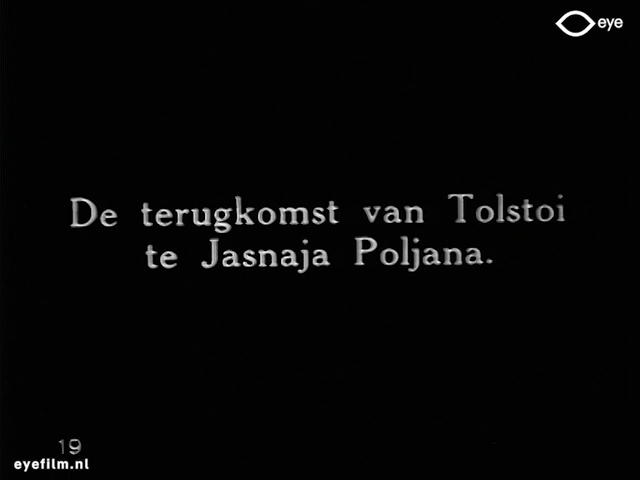 eye
De terugkomst van Tolstoi
te Jasnaja Poljana.
19
eyefilm.nl